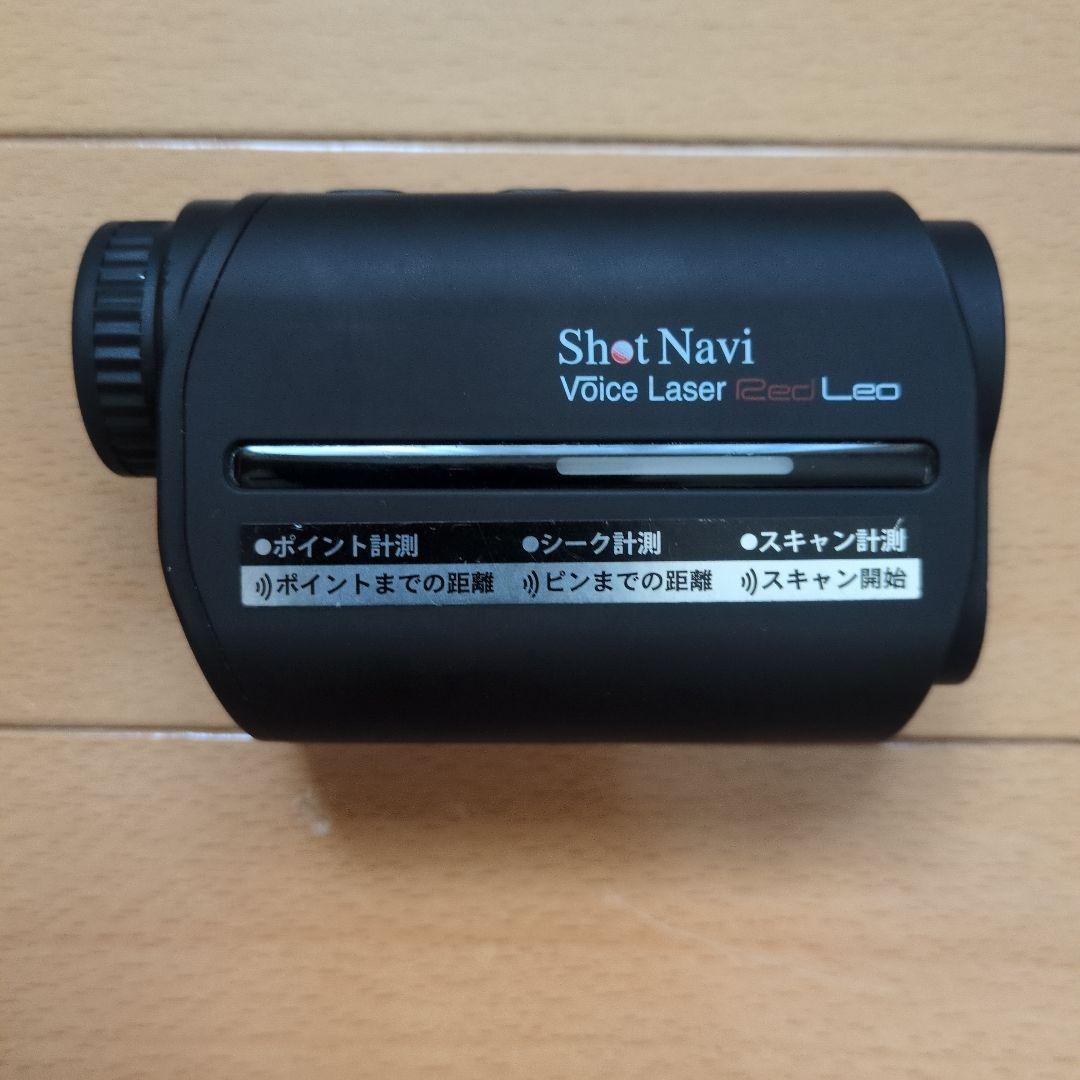 Shot Navi
Voice Laser Red Leo
●ポイント計測 ●シーク計測 ●スキャン計測
ポイントまでの距離 ピンまでの距離 スキャン開始